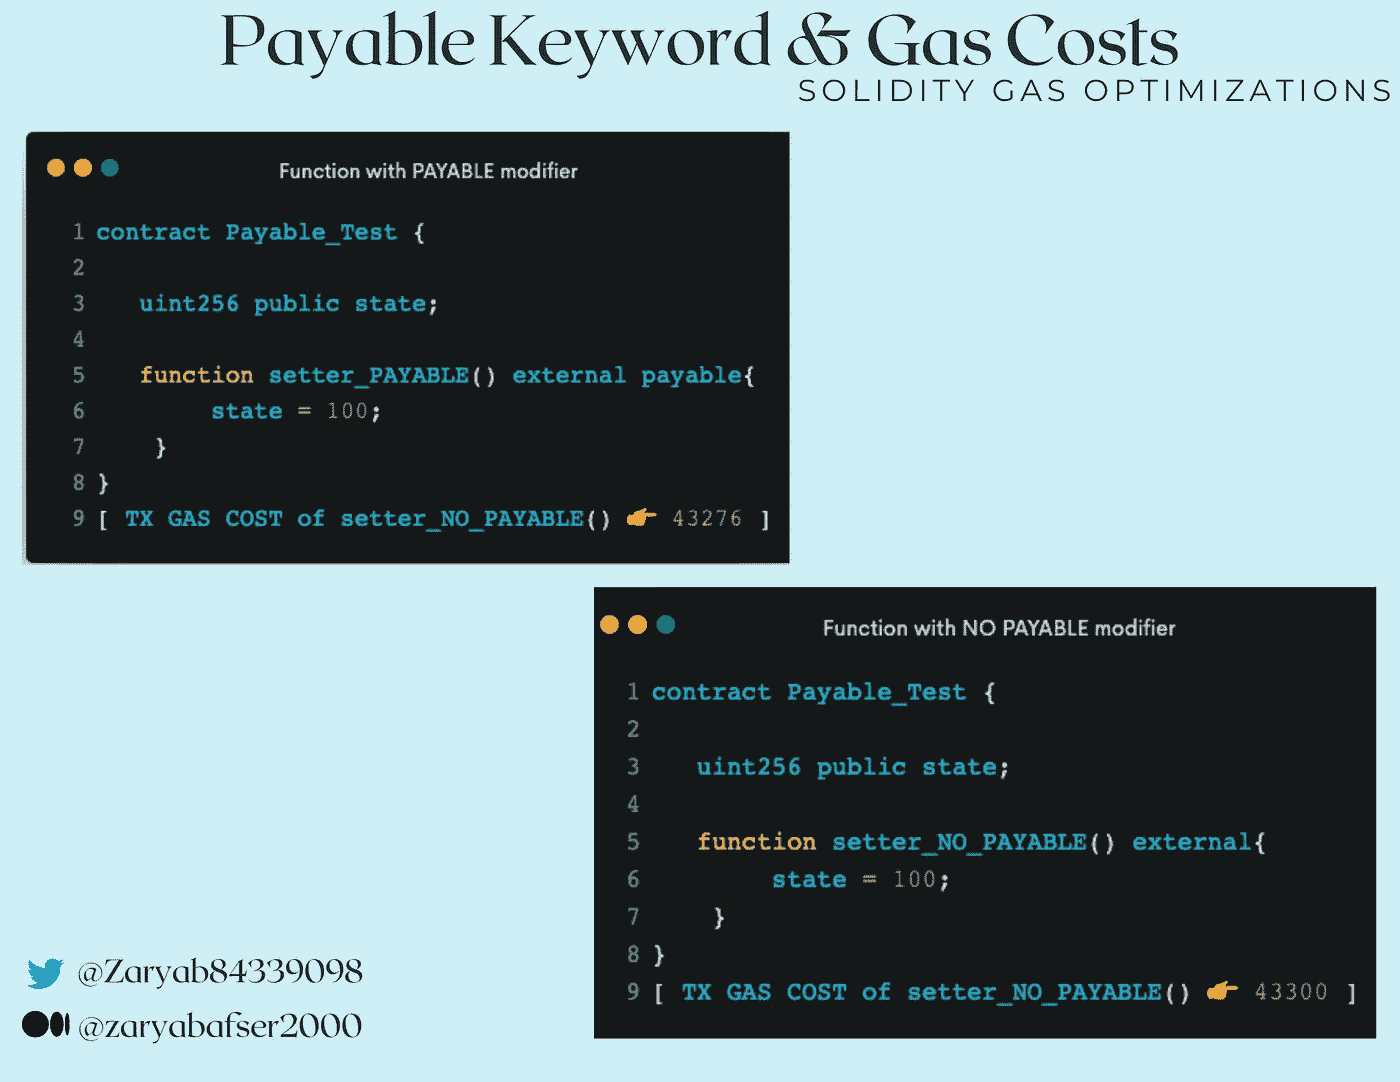 Payable Keyword & Gas Costs
SOLIDITY GAS OPTIMIZATIONS
Function with PAYABLE modifier
1 contract Payable_Test {
2
3 uint256 public state;
4
5 function setter_PAYABLE() external payable{
6 state = 100;
7 }
8 }
9 [ TX GAS COST of setter_NO_PAYABLE() 👉 43276 ]
Function with NO PAYABLE modifier
1 contract Payable_Test {
2
3 uint256 public state;
4
5 function setter_NO_PAYABLE() external{
6 state = 100;
7 }
8 }
9 [ TX GAS COST of setter_NO_PAYABLE() 👉 43300 ]
@Zaryab84339098
@zaryabafser2000